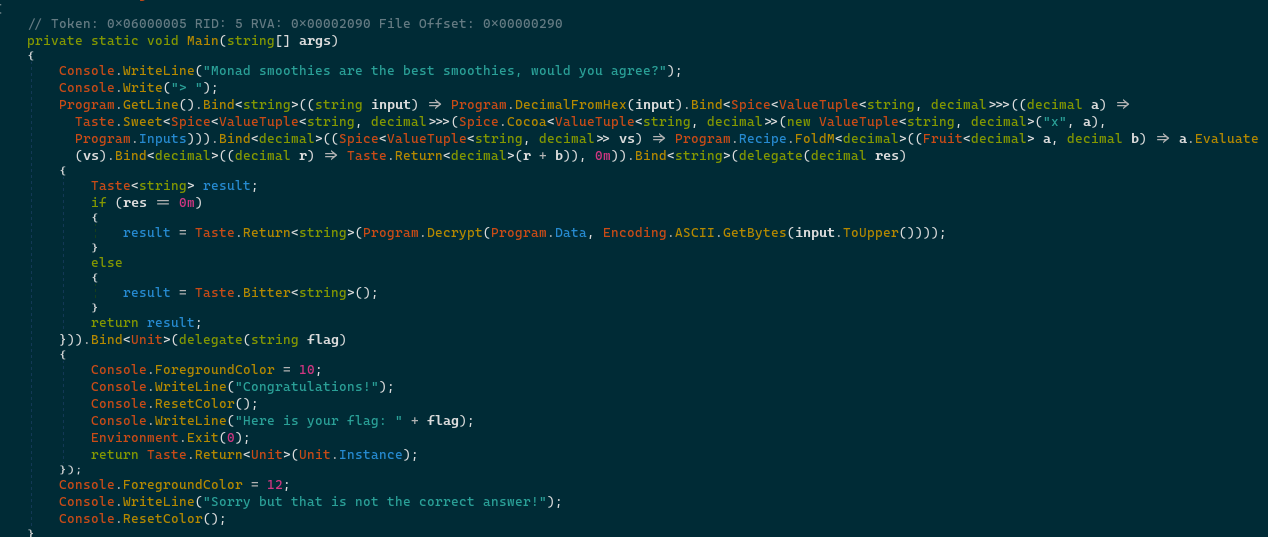 {
// Token: 0×06000005 RID: 5 RVA: 0×00002090 File Offset: 0×00000290
private static void Main(string[] args)
{
Console.WriteLine("Monad smoothies are the best smoothies, would you agree?");
Console.Write("> ");
Program.GetLine().Bind<string>((string input) ⇒ Program.DecimalFromHex(input).Bind<Spice<ValueTuple<string, decimal>>>((decimal a) ⇒
Taste.Sweet<Spice<ValueTuple<string, decimal>>>(Spice.Cocoa<ValueTuple<string, decimal>>(new ValueTuple<string, decimal>("x", a),
Program.Inputs))).Bind<decimal>((Spice<ValueTuple<string, decimal>> vs) ⇒ Program.Recipe.FoldM<decimal>((Fruit<decimal> a, decimal b) ⇒ a.Evaluate
(vs).Bind<decimal>((decimal r) ⇒ Taste.Return<decimal>(r + b)), 0m)).Bind<string>(delegate(decimal res)
{
Taste<string> result;
if (res == 0m)
{
result = Taste.Return<string>(Program.Decrypt(Program.Data, Encoding.ASCII.GetBytes(input.ToUpper())));
}
else
{
result = Taste.Bitter<string>();
}
return result;
})).Bind<Unit>(delegate(string flag)
{
Console.ForegroundColor = 10;
Console.WriteLine("Congratulations!");
Console.ResetColor();
Console.WriteLine("Here is your flag: " + flag);
Environment.Exit(0);
return Taste.Return<Unit>(Unit.Instance);
});
Console.ForegroundColor = 12;
Console.WriteLine("Sorry but that is not the correct answer!");
Console.ResetColor();
}